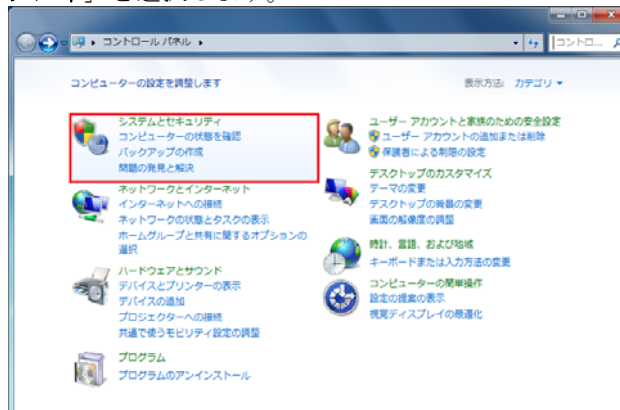 コントロール パネル
コントロ...
コンピューターの設定を調整します
表示方法: カテゴリ
システムとセキュリティ
コンピューターの状態を確認
バックアップの作成
問題の発見と解決
ネットワークとインターネット
インターネットへの接続
ネットワークの状態とタスクの表示
ホームグループと共有に関するオプションの
選択
ハードウェアとサウンド
デバイスとプリンターの表示
デバイスの追加
プロジェクターへの接続
共通で使うモビリティ設定の調整
プログラム
プログラムのアンインストール
ユーザー アカウントと家族のための安全設定
ユーザー アカウントの追加または削除
保護者による制限の設定
デスクトップのカスタマイズ
テーマの変更
デスクトップの背景の変更
画面の解像度の調整
時計、言語、および地域
キーボードまたは入力方法の変更
コンピューターの簡単操作
設定の提案の表示
視覚ディスプレイの最適化